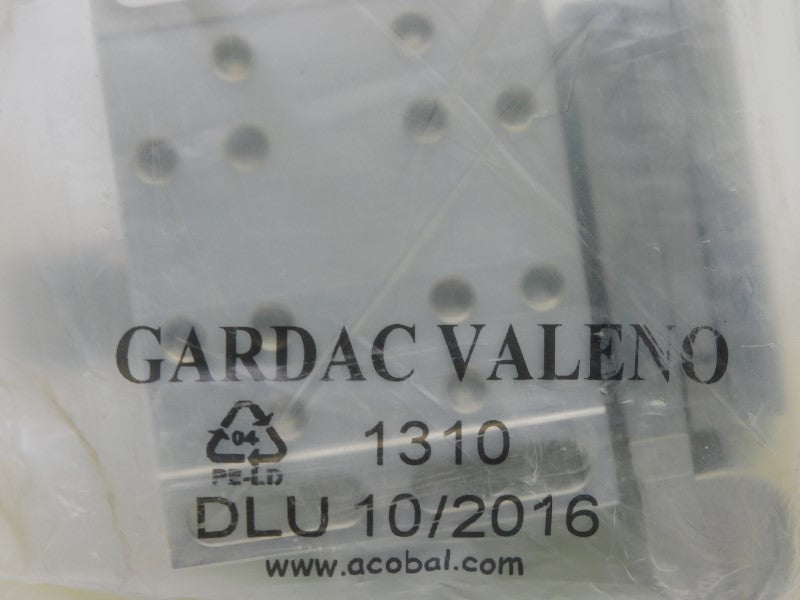 GARDAC VALENO
04
PE-LD
1310
DLU 10/2016
www.acobal.com